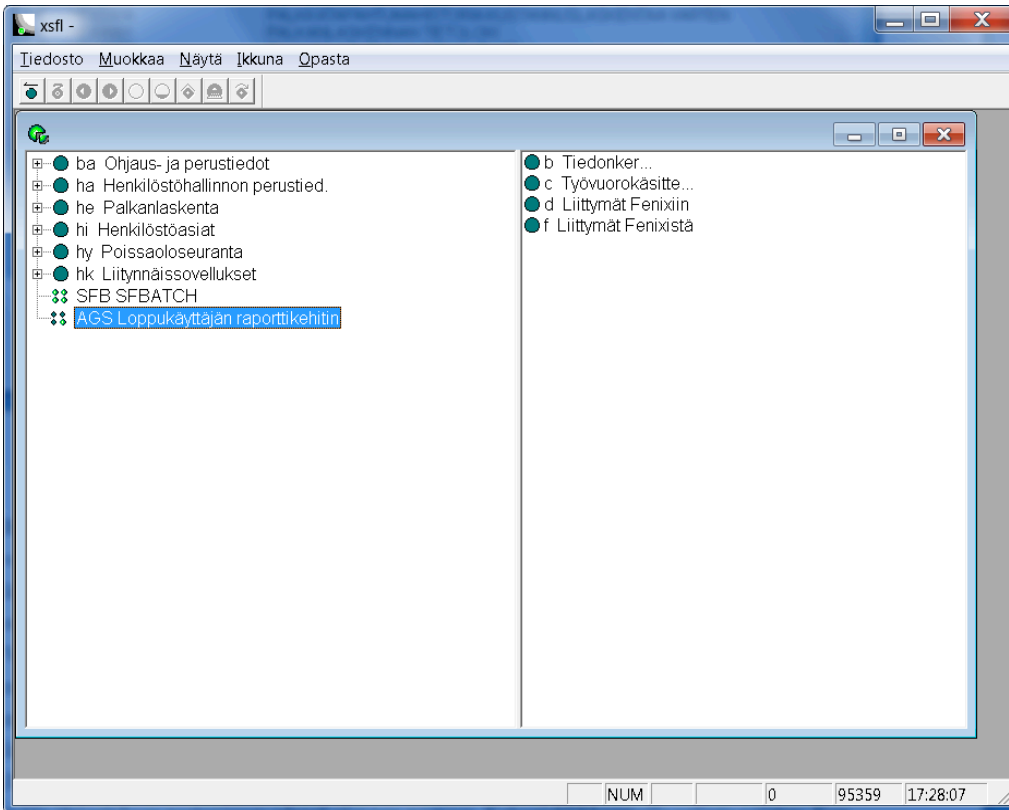 xsfl -
Tiedosto Muokkaa Näytä Ikkuna Opasta
ba Ohjaus- ja perustiedot
ha Henkilöstöhallinnon perustied.
he Palkanlaskenta
hi Henkilöstöasiat
hy Poissaoloseuranta
hk Liitynnäissovellukset
SFB SFBATCH
AGS Loppukäyttäjän raporttikehitin
b Tiedonker...
c Työvuorokäsitte...
d Liittymät Fenixiin
f Liittymät Fenixistä
NUM 0 95359 17:28:07